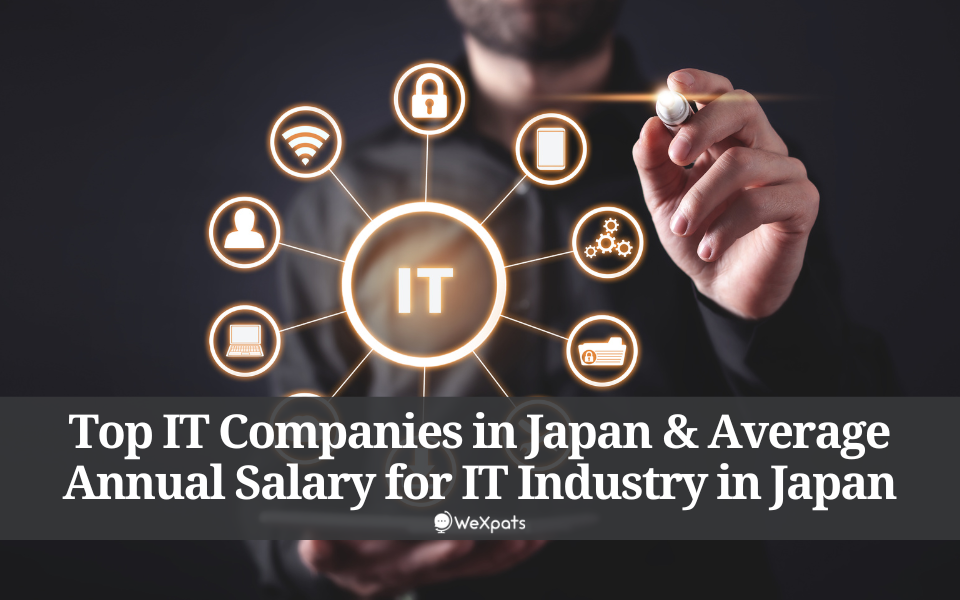 IT
Top IT Companies in Japan & Average
Annual Salary for IT Industry in Japan
WeXpats